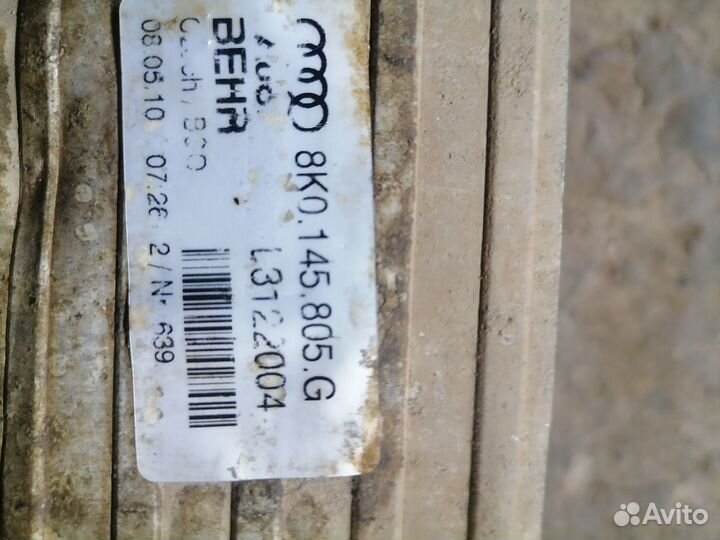 8K0.145.805.G
BEHR
L3122004
08.05.10 07:26 2 / Nr 639
Avito